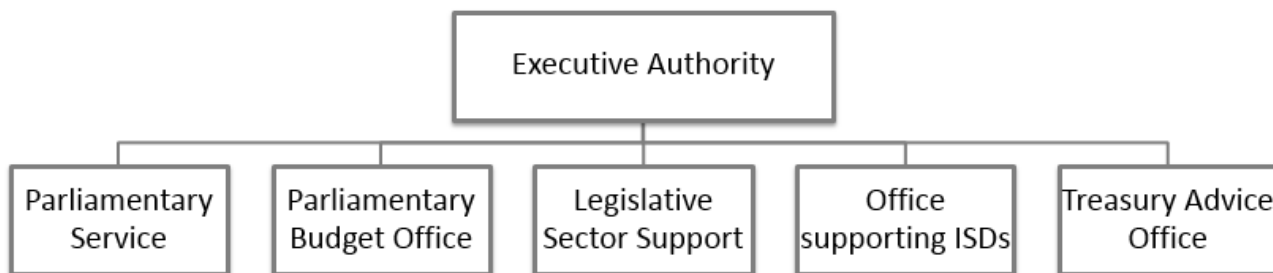 Executive Authority
Parliamentary
Service
Parliamentary
Budget Office
Legislative
Sector Support
Office
supporting ISDs
Treasury Advice
Office